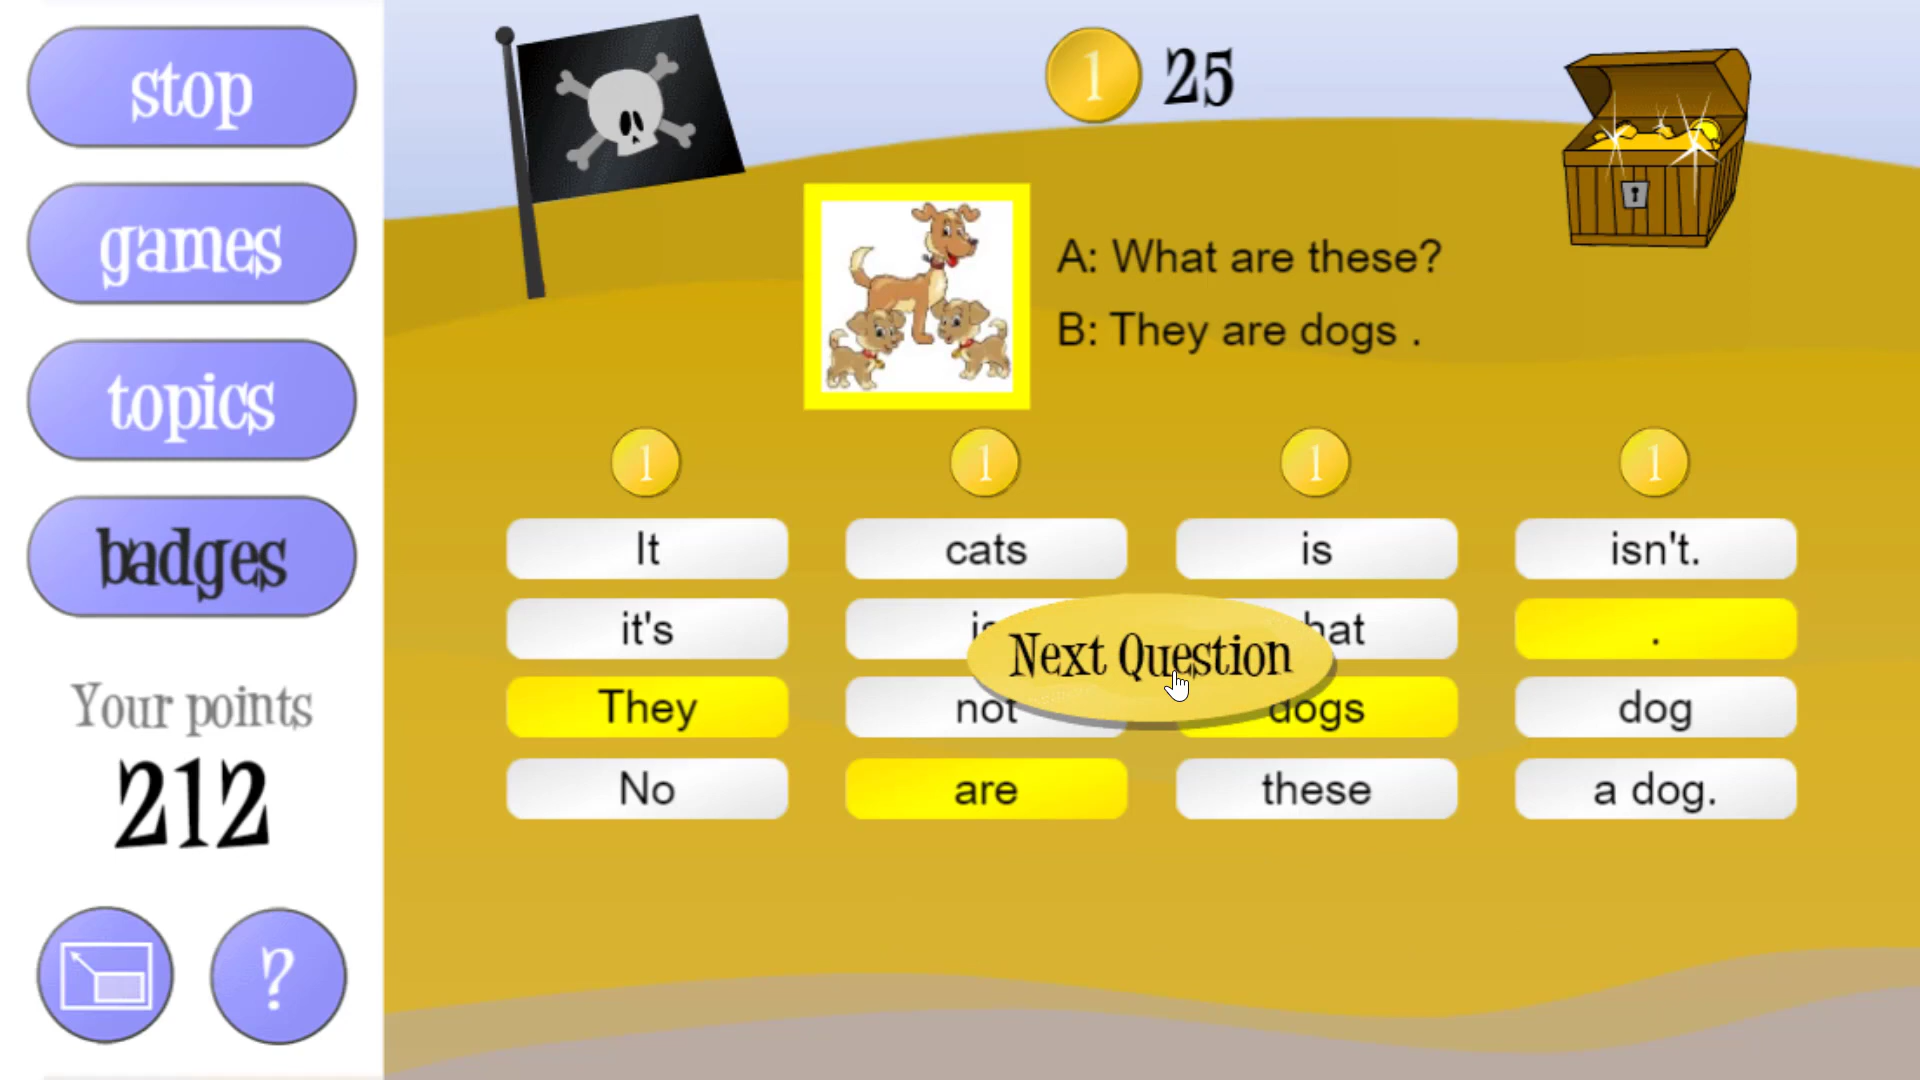 stop
games
topics
badges
Your points
212
?
1 25
A: What are these?
B: They are dogs .
1 1 1 1
It cats is isn't.
it's .
They not dogs dog
No are these a dog.
Next Question